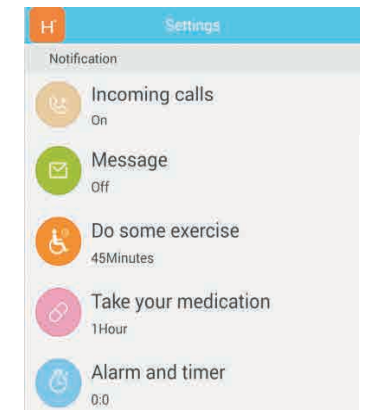 H
Settings
Notification
Incoming calls
On
Message
Off
Do some exercise
45Minutes
Take your medication
1Hour
Alarm and timer
0:0